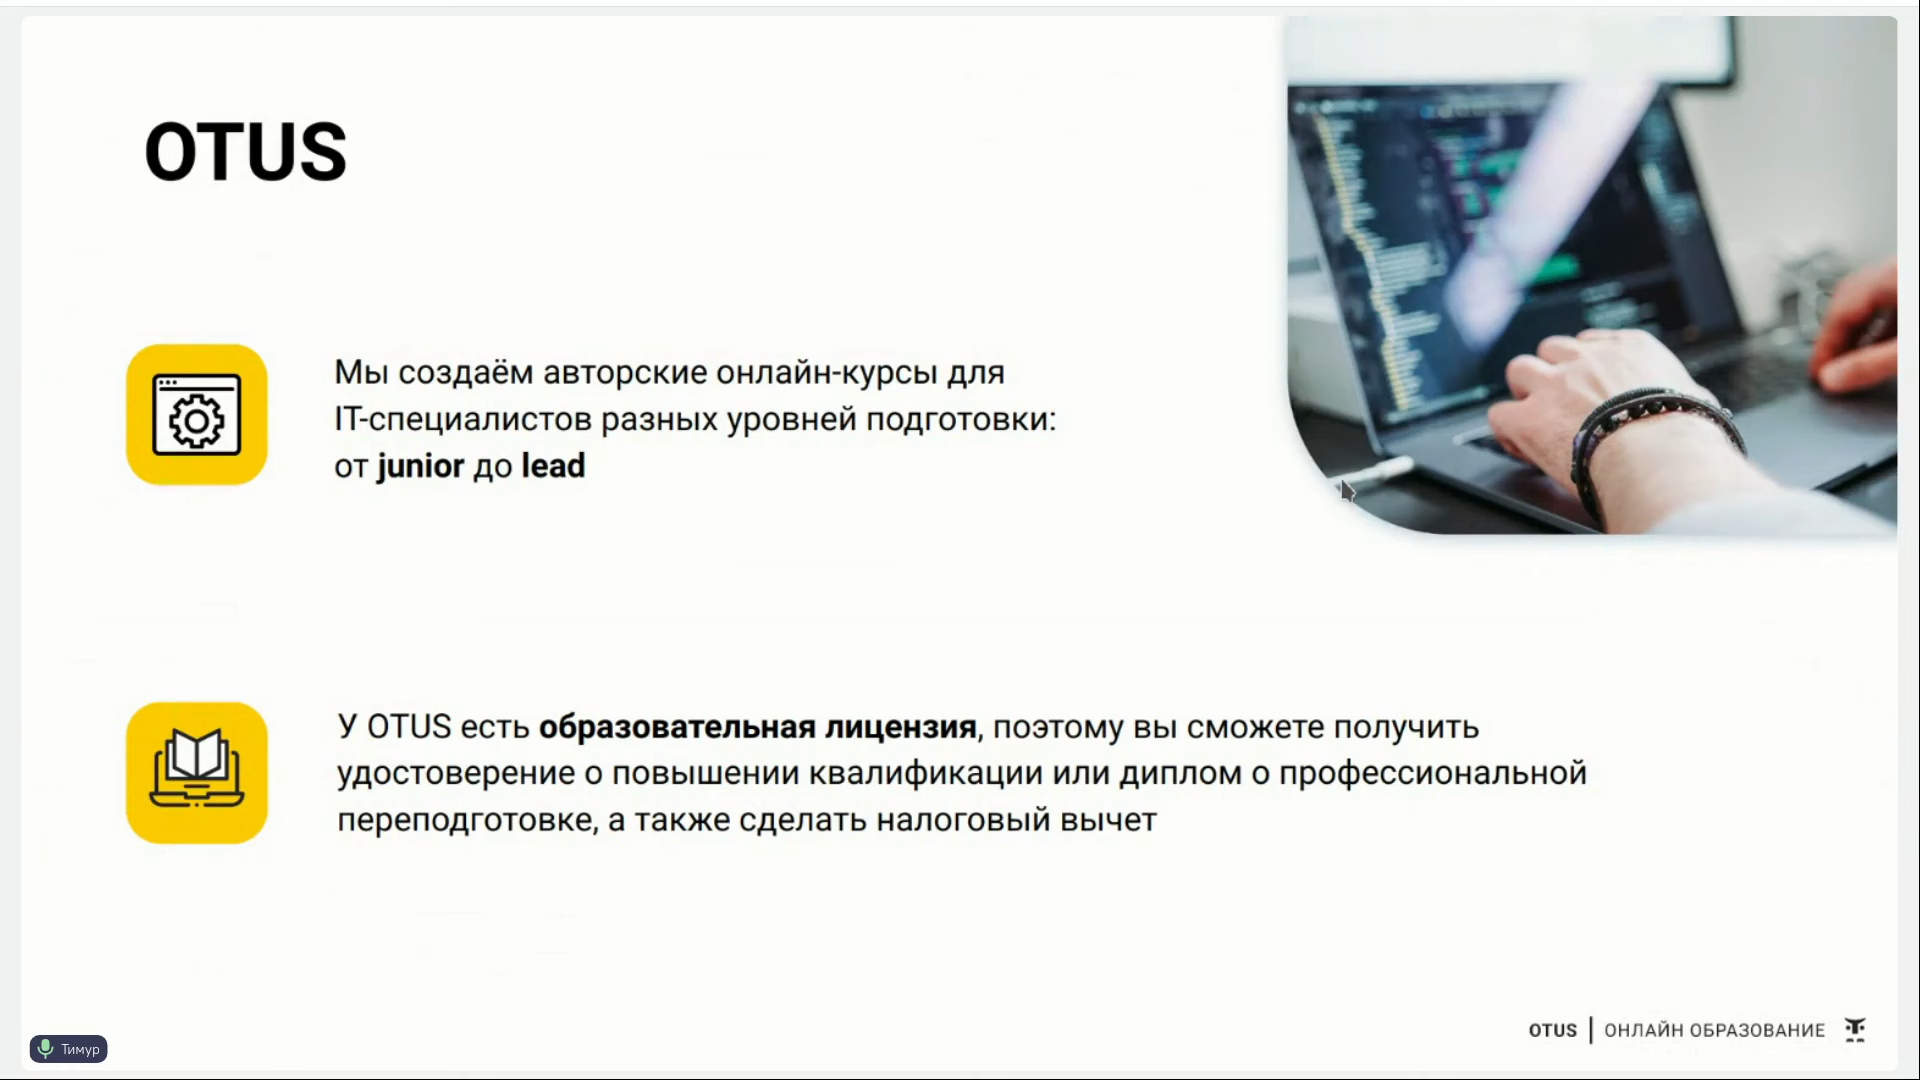 OTUS
Мы создаём авторские онлайн-курсы для
IT-специалистов разных уровней подготовки:
от junior до lead
У OTUS есть образовательная лицензия, поэтому вы сможете получить
удостоверение о повышении квалификации или диплом о профессиональной
переподготовке, а также сделать налоговый вычет
OTUS | ОНЛАЙН ОБРАЗОВАНИЕ
Тимур